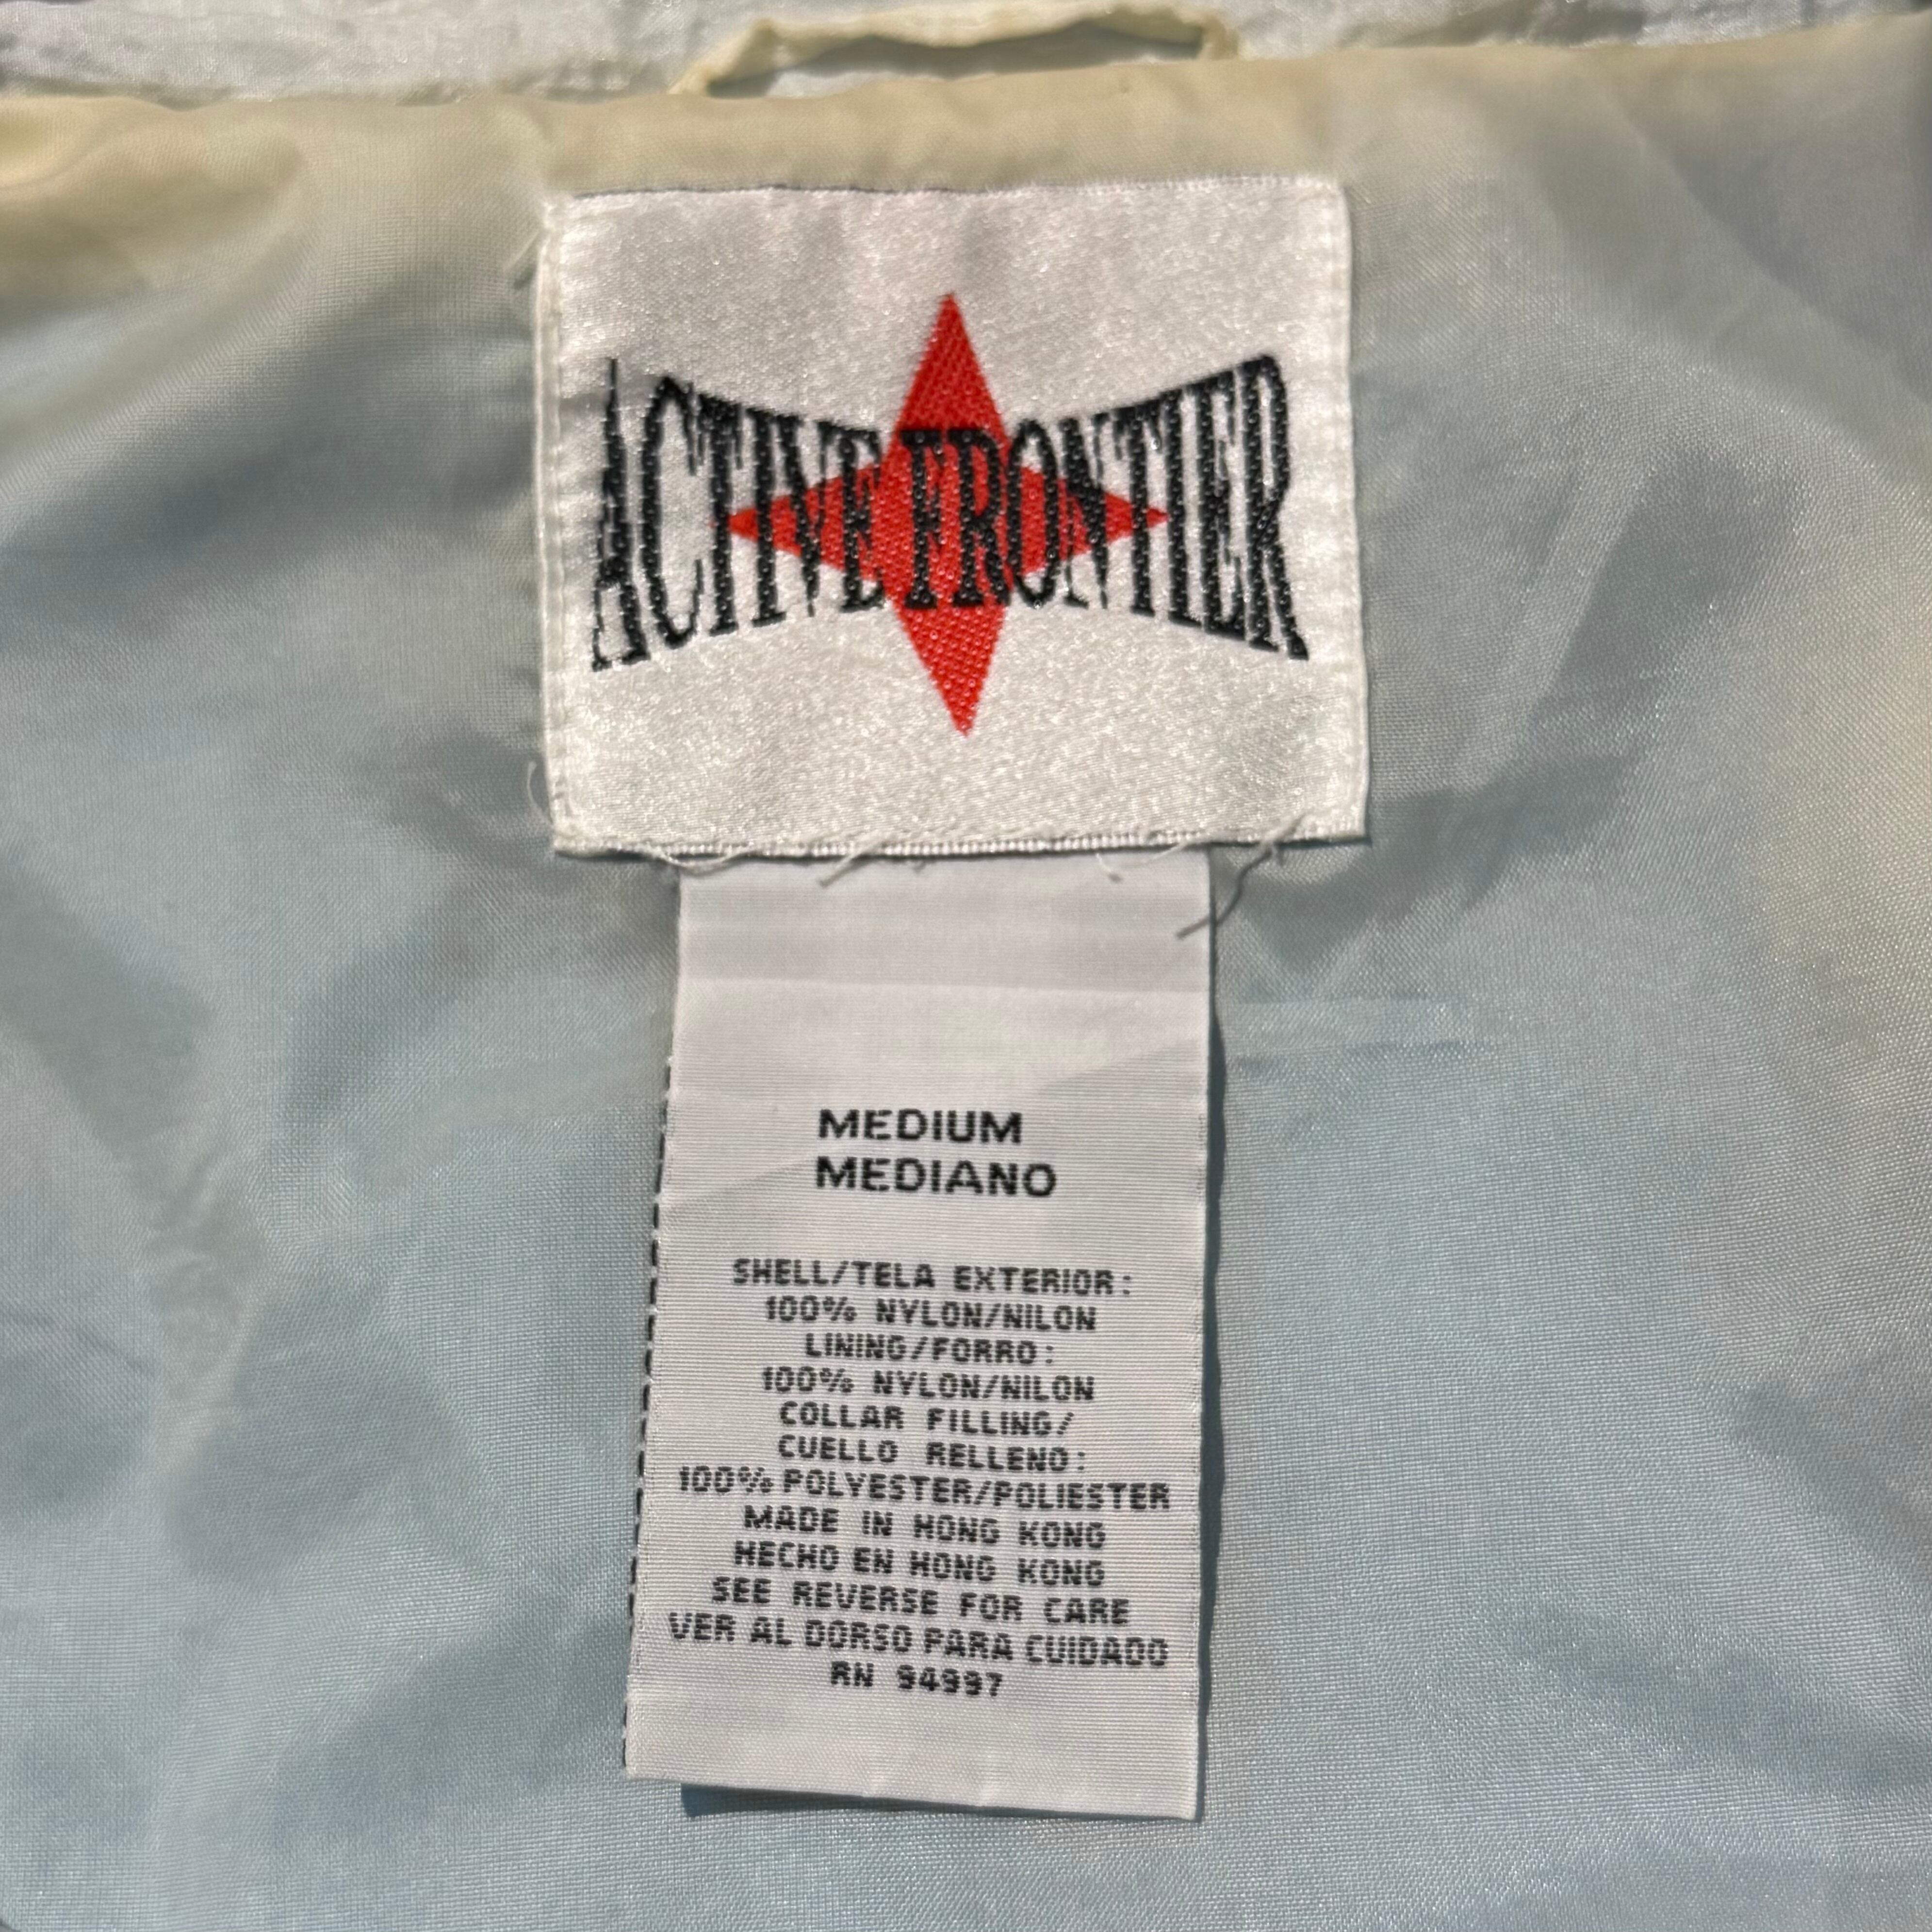 ACTIVE FRONTIER
MEDIUM
MEDIANO
SHELL/TELA EXTERIOR:
100% NYLON/NILON
LINING/FORRO:
100% NYLON/NILON
COLLAR FILLING/
CUELLO RELLENO:
100% POLYESTER/POLIESTER
MADE IN HONG KONG
HECHO EN HONG KONG
SEE REVERSE FOR CARE
VER AL DORSO PARA CUIDADO
RN 94997